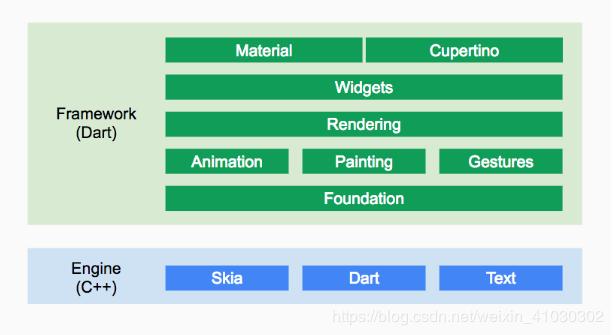 Material
Cupertino
Widgets
Framework
(Dart)
Rendering
Animation
Painting
Gestures
Foundation
Engine
(C++)
Skia
Dart
Text
https://blog.csdn.net/weixin_41030302